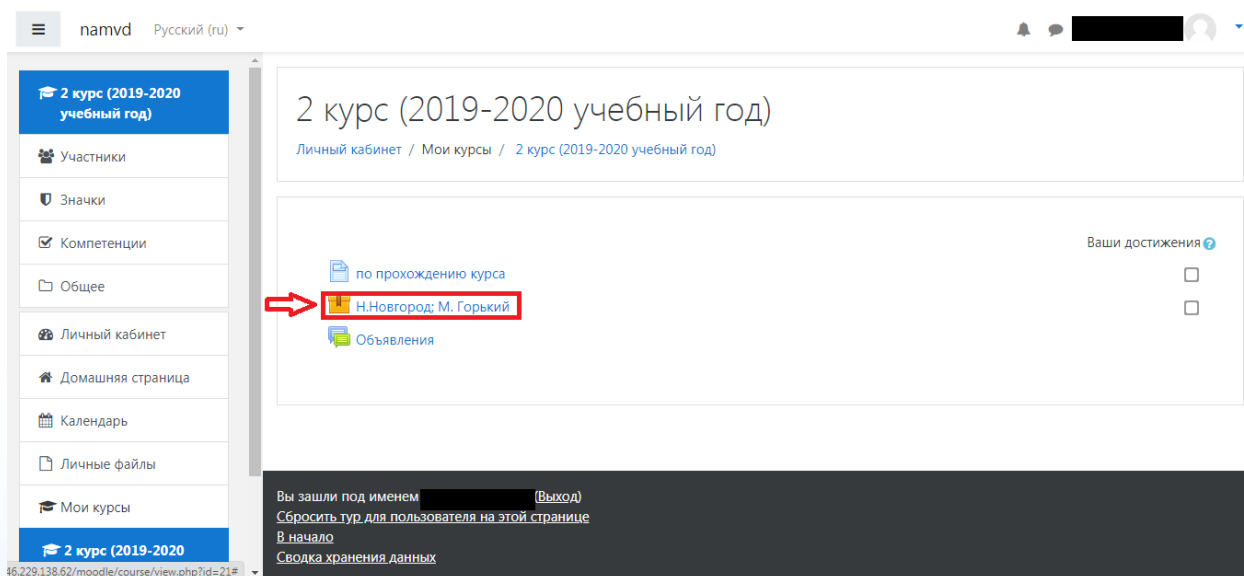 namvd Русский (ru)
2 курс (2019-2020
учебный год)
Участники
Значки
Компетенции
Общее
Личный кабинет
Домашняя страница
Календарь
Личные файлы
Мои курсы
2 курс (2019-2020
46.229.138.62/moodle/course/view.php?id=21#
2 курс (2019-2020 учебный год)
Личный кабинет / Мои курсы / 2 курс (2019-2020 учебный год)
Ваши достижения ?
по прохождению курса
Н.Новгород; М. Горький
Объявления
Вы зашли под именем (Выход)
Сбросить тур для пользователя на этой странице
В начало
Сводка хранения данных